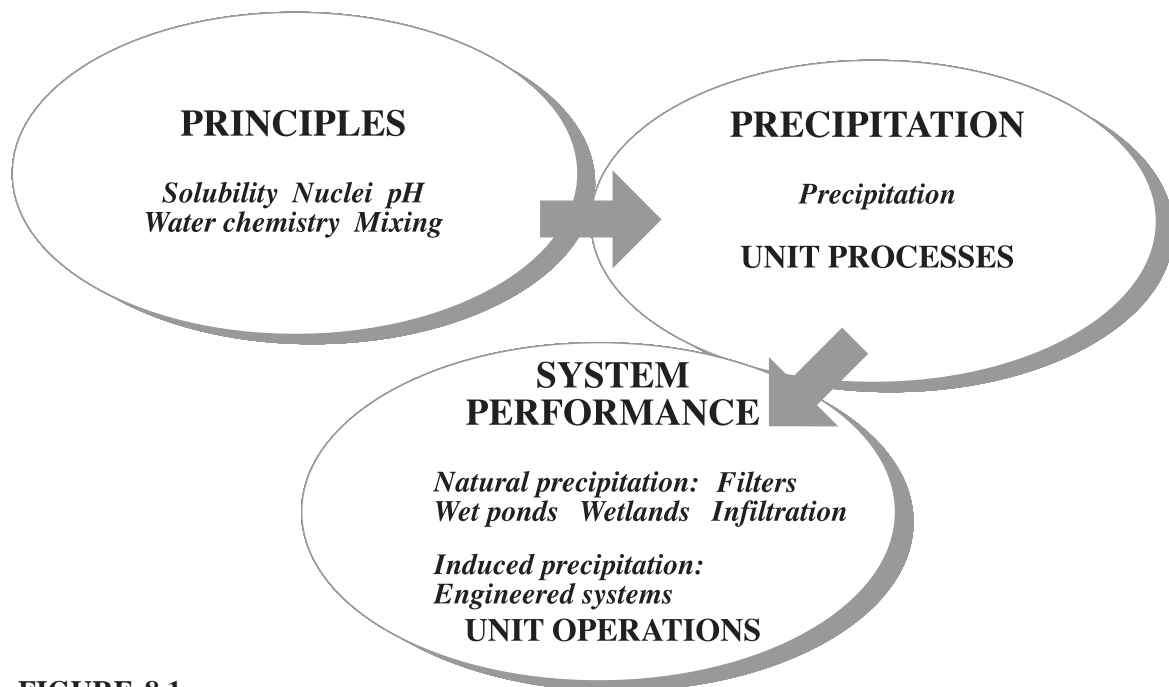 PRINCIPLES
Solubility Nuclei pH
Water chemistry Mixing
PRECIPITATION
Precipitation
UNIT PROCESSES
SYSTEM
PERFORMANCE
Natural precipitation: Filters
Wet ponds Wetlands Infiltration
Induced precipitation:
Engineered systems
UNIT OPERATIONS
FIGURE 8.1